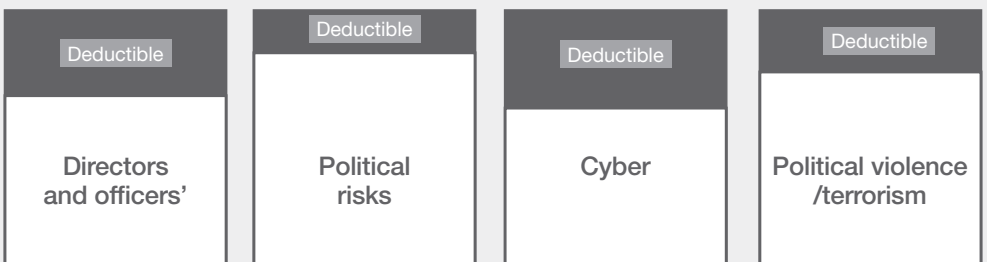 Deductible
Deductible
Deductible
Deductible
Directors
and officers’
Political
risks
Cyber
Political violence
/terrorism